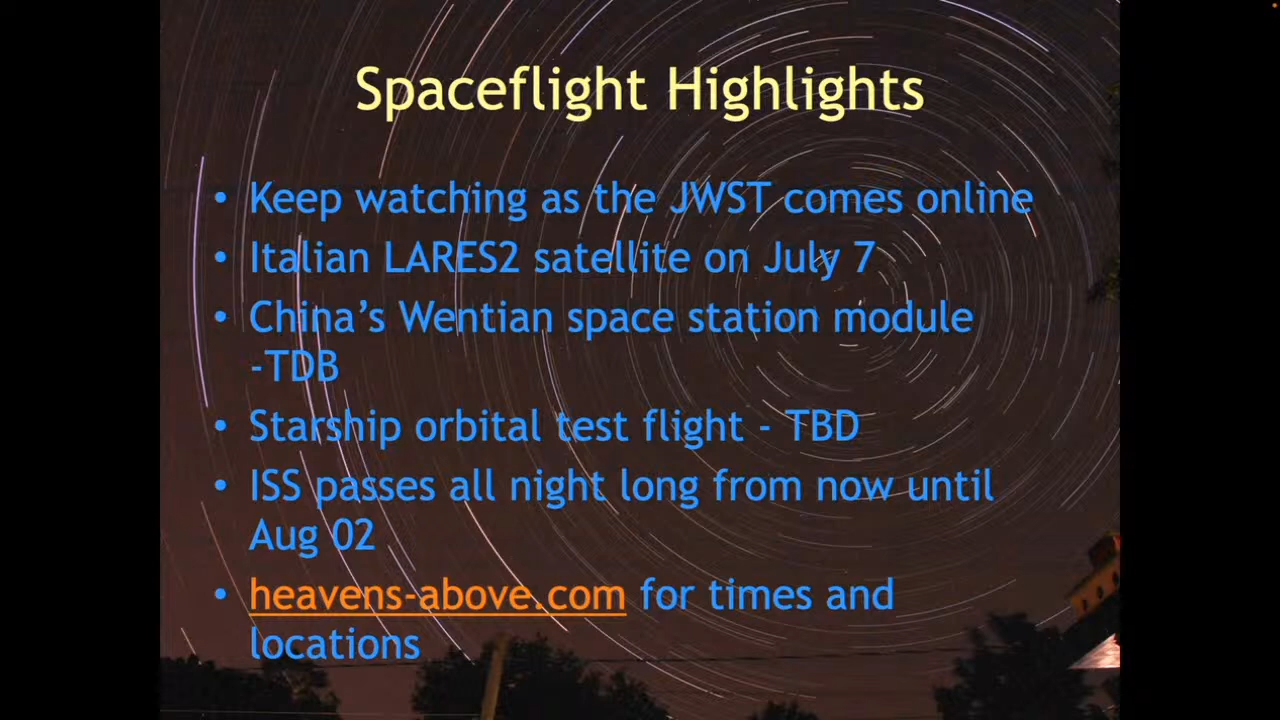 Spaceflight Highlights
• Keep watching as the JWST comes online
• Italian LARES2 satellite on July 7
• China’s Wentian space station module
-TDB
• Starship orbital test flight - TBD
• ISS passes all night long from now until
Aug 02
• heavens-above.com for times and
locations